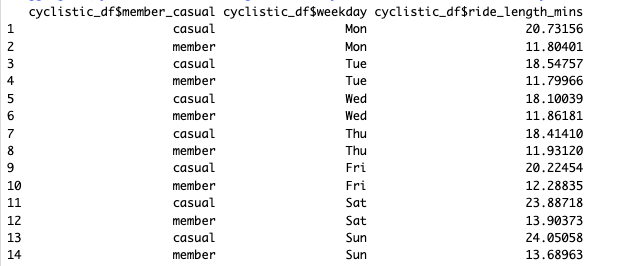 cyclistic_df$member_casual cyclistic_df$weekday cyclistic_df$ride_length_mins
1 casual Mon 20.73156
2 member Mon 11.80401
3 casual Tue 18.54757
4 member Tue 11.79966
5 casual Wed 18.10039
6 member Wed 11.86181
7 casual Thu 18.41410
8 member Thu 11.93120
9 casual Fri 20.22454
10 member Fri 12.28835
11 casual Sat 23.88718
12 member Sat 13.90373
13 casual Sun 24.05058
14 member Sun 13.68963